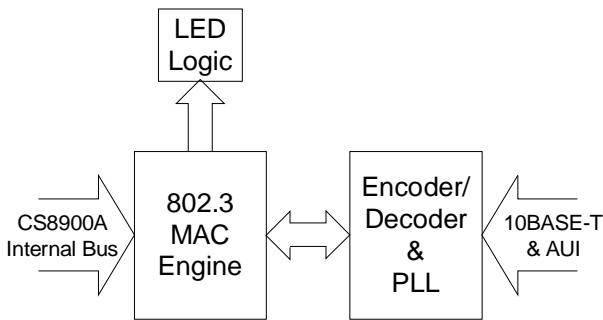 LED
Logic
CS8900A
Internal Bus
802.3
MAC
Engine
Encoder/
Decoder
&
PLL
10BASE-T
& AUI